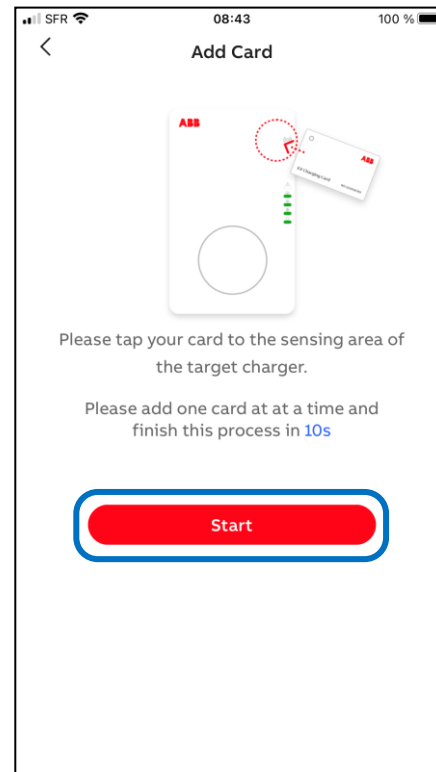 SFR 08:43 100 %
Add Card
ABB
ABB
EV Charging Card
Please tap your card to the sensing area of
the target charger.
Please add one card at at a time and
finish this process in 10s
Start